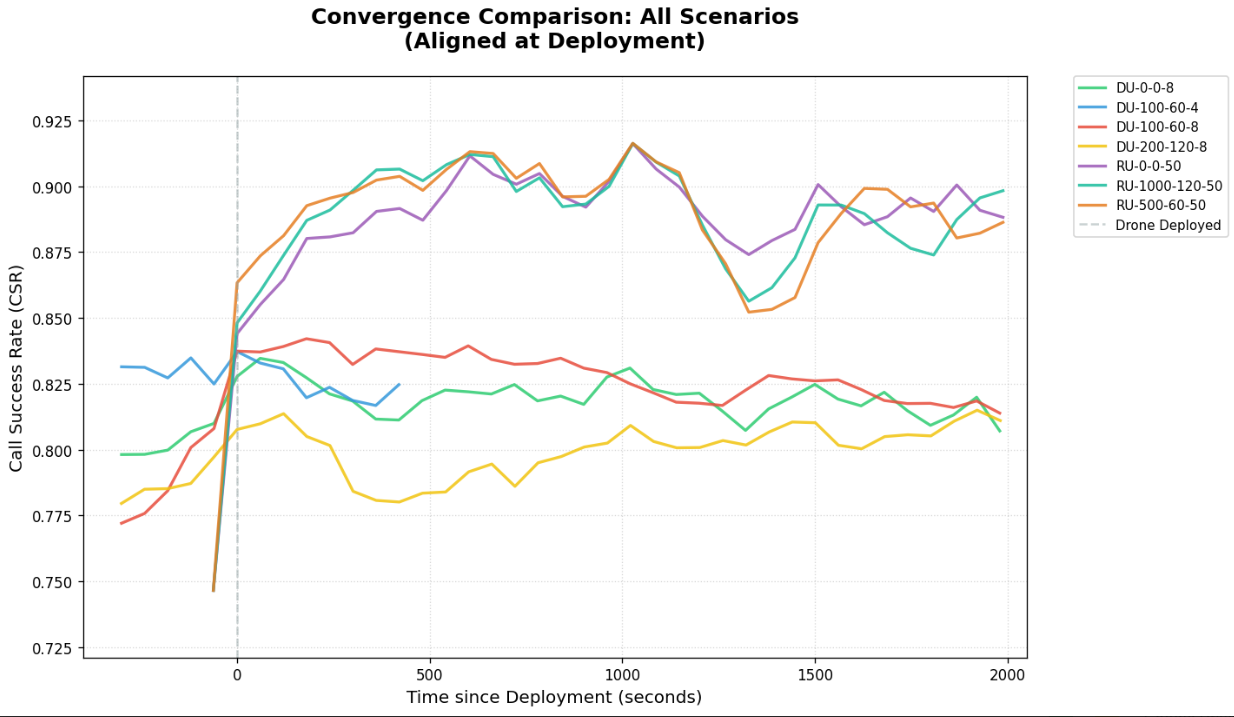 Convergence Comparison: All Scenarios
(Aligned at Deployment)
Call Success Rate (CSR)
0.925
0.900
0.875
0.850
0.825
0.800
0.775
0.750
0.725
0
500
1000
1500
2000
Time since Deployment (seconds)
DU-0-0-8
DU-100-60-4
DU-100-60-8
DU-200-120-8
RU-0-0-50
RU-1000-120-50
RU-500-60-50
Drone Deployed